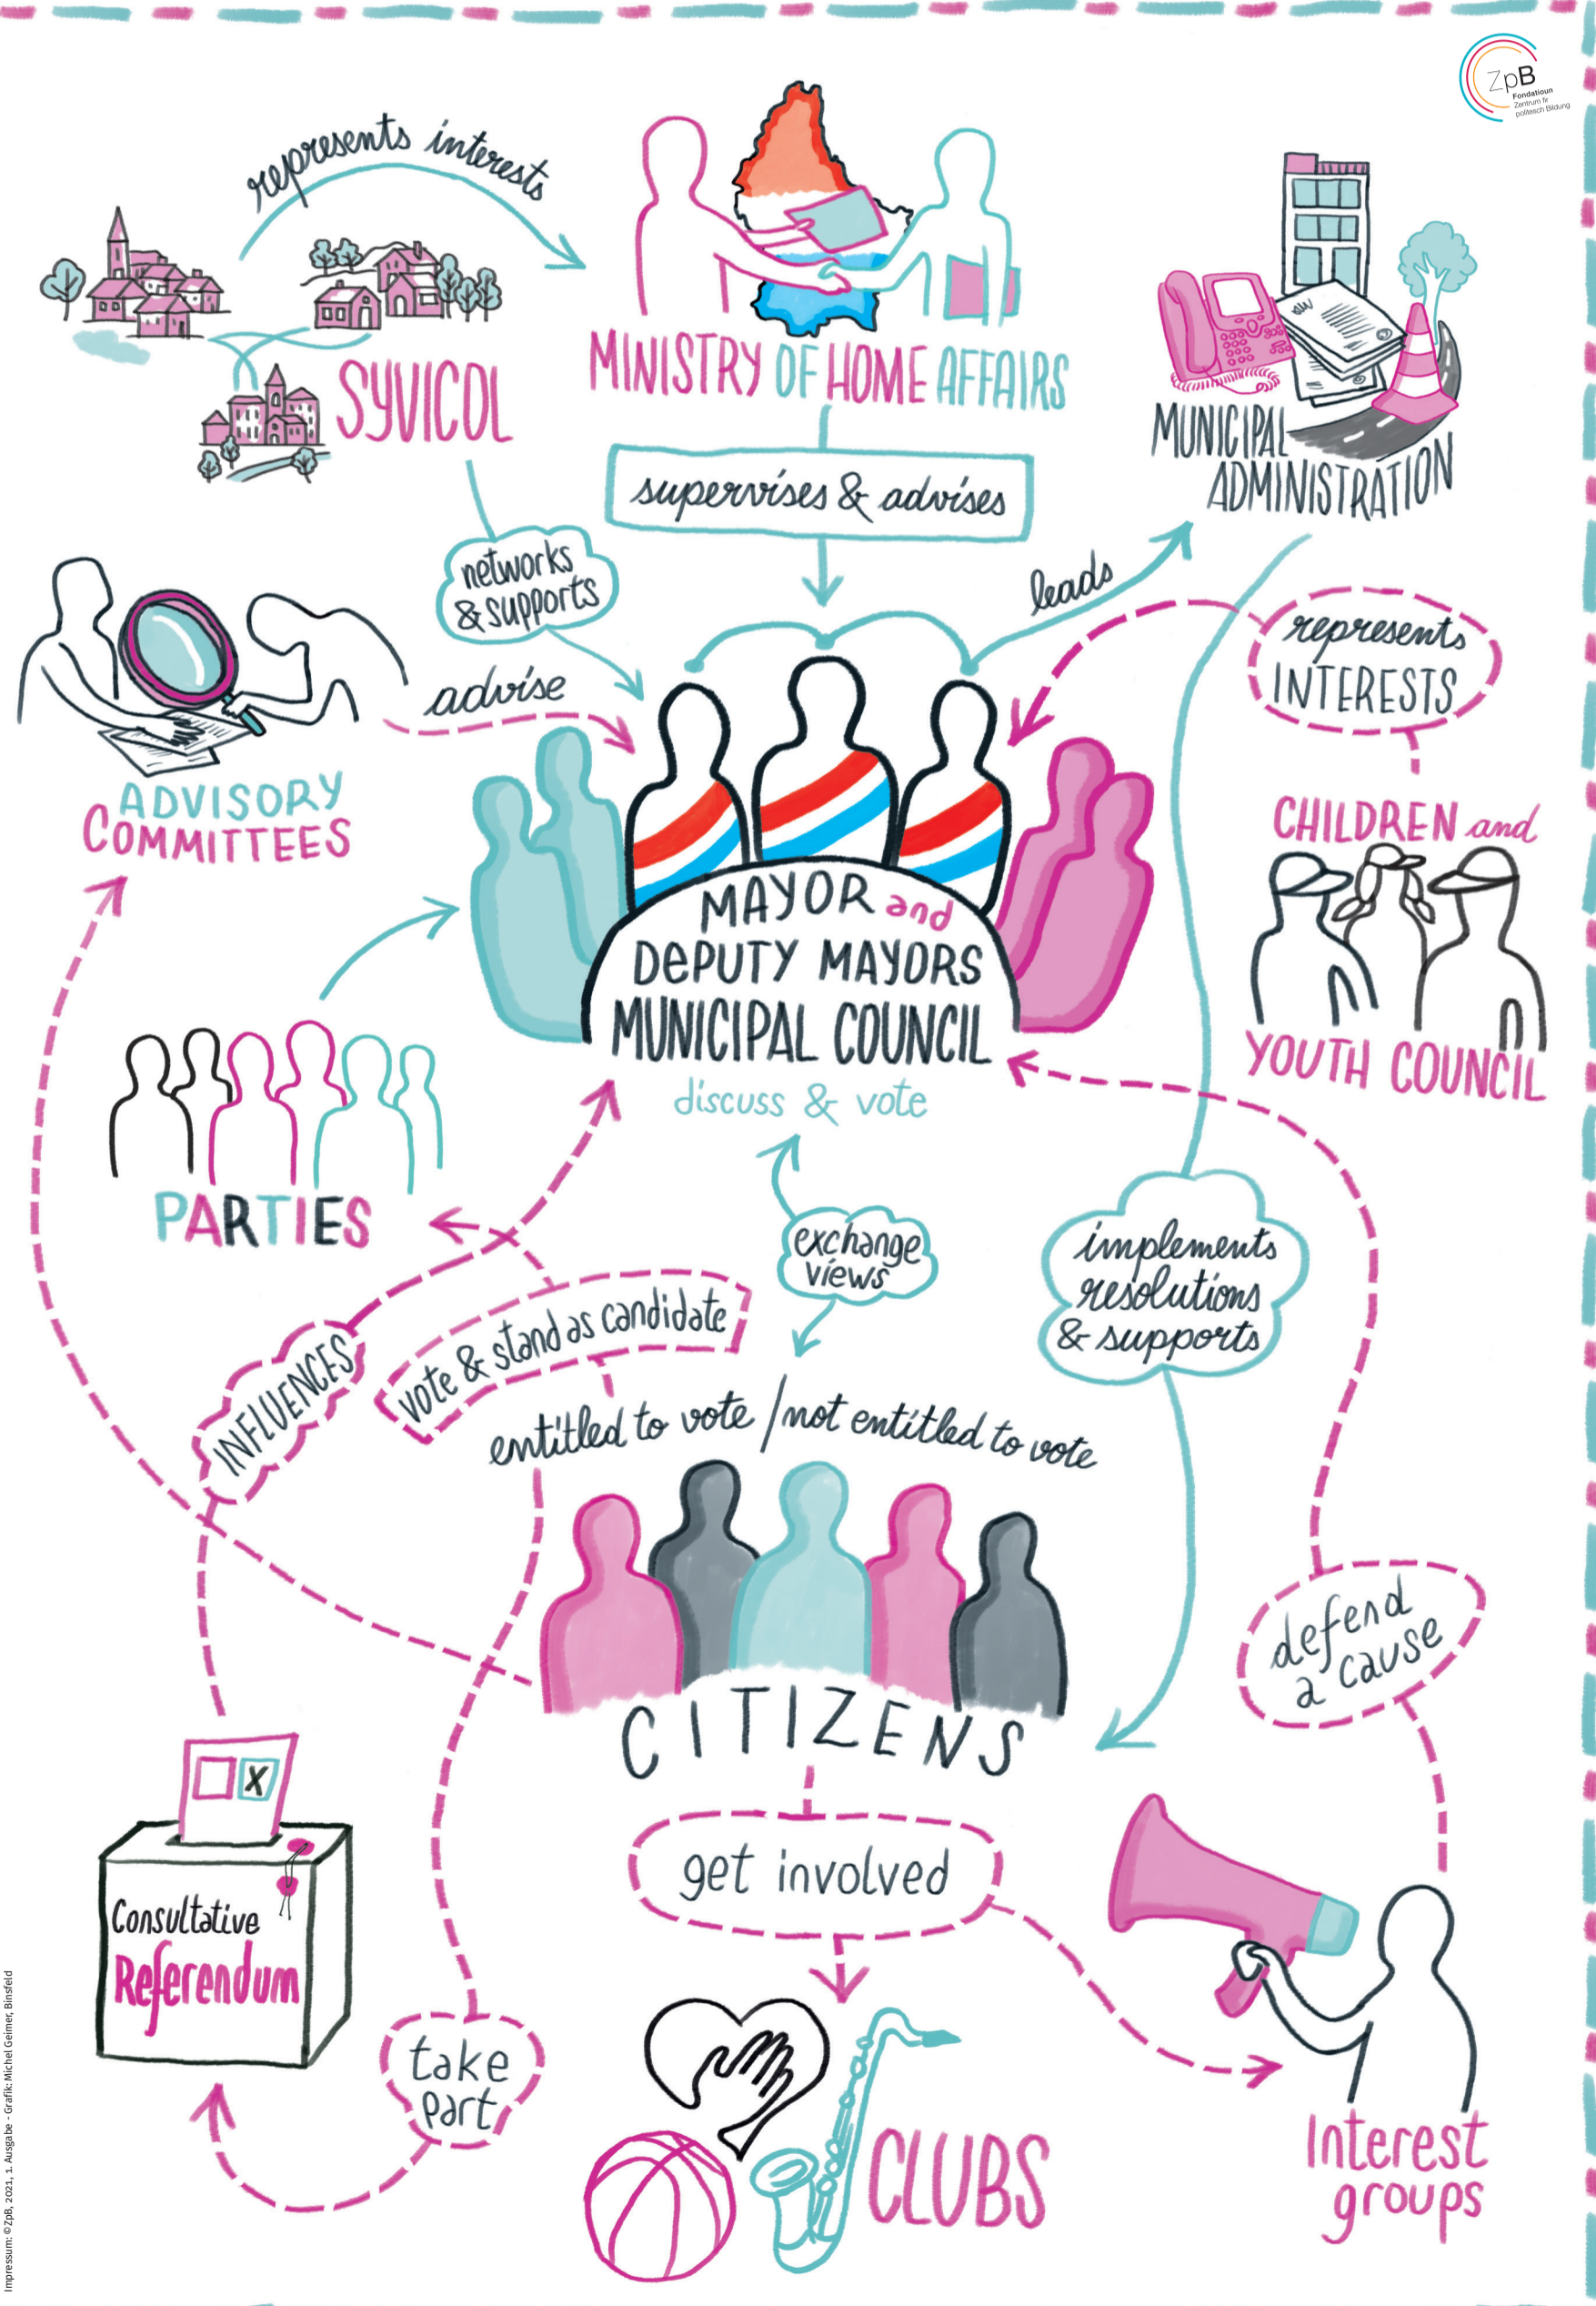 ZpB
Fondatioun
Zentrum fir
politesch Bildung
represents interests
SYVICOL
MINISTRY OF HOME AFFAIRS
MUNICIPAL
ADMINISTRATION
supervises & advises
networks
& supports
leads
represents
INTERESTS
advise
ADVISORY
COMMITTEES
CHILDREN and
YOUTH COUNCIL
MAYOR and
DEPUTY MAYORS
MUNICIPAL COUNCIL
discuss & vote
PARTIES
exchange
views
implements
resolutions
& supports
INFLUENCES
vote & stand as candidate
entitled to vote / not entitled to vote
CITIZENS
defend
a cause
X
Consultative
Referendum
get involved
take
part
CLUBS
Interest
groups
Impressum: © ZpB, 2021, 1. Ausgabe - Grafik: Michel Geimer, Binsfeld